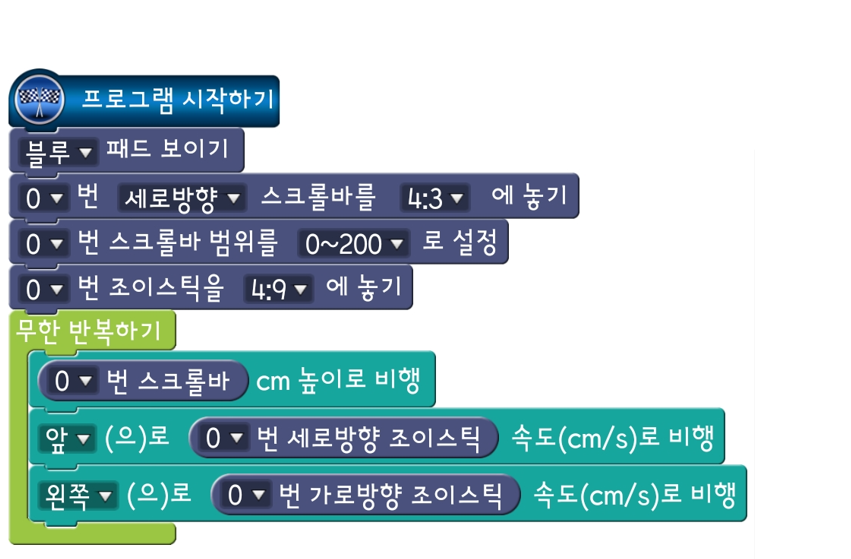 프로그램 시작하기
블루 패드 보이기
0 번 세로방향 스크롤바를 4:3 에 놓기
0 번 스크롤바 범위를 0~200 로 설정
0 번 조이스틱을 4:9 에 놓기
무한 반복하기
0 번 스크롤바 cm 높이로 비행
앞 (으)로 0 번 세로방향 조이스틱 속도(cm/s)로 비행
왼쪽 (으)로 0 번 가로방향 조이스틱 속도(cm/s)로 비행